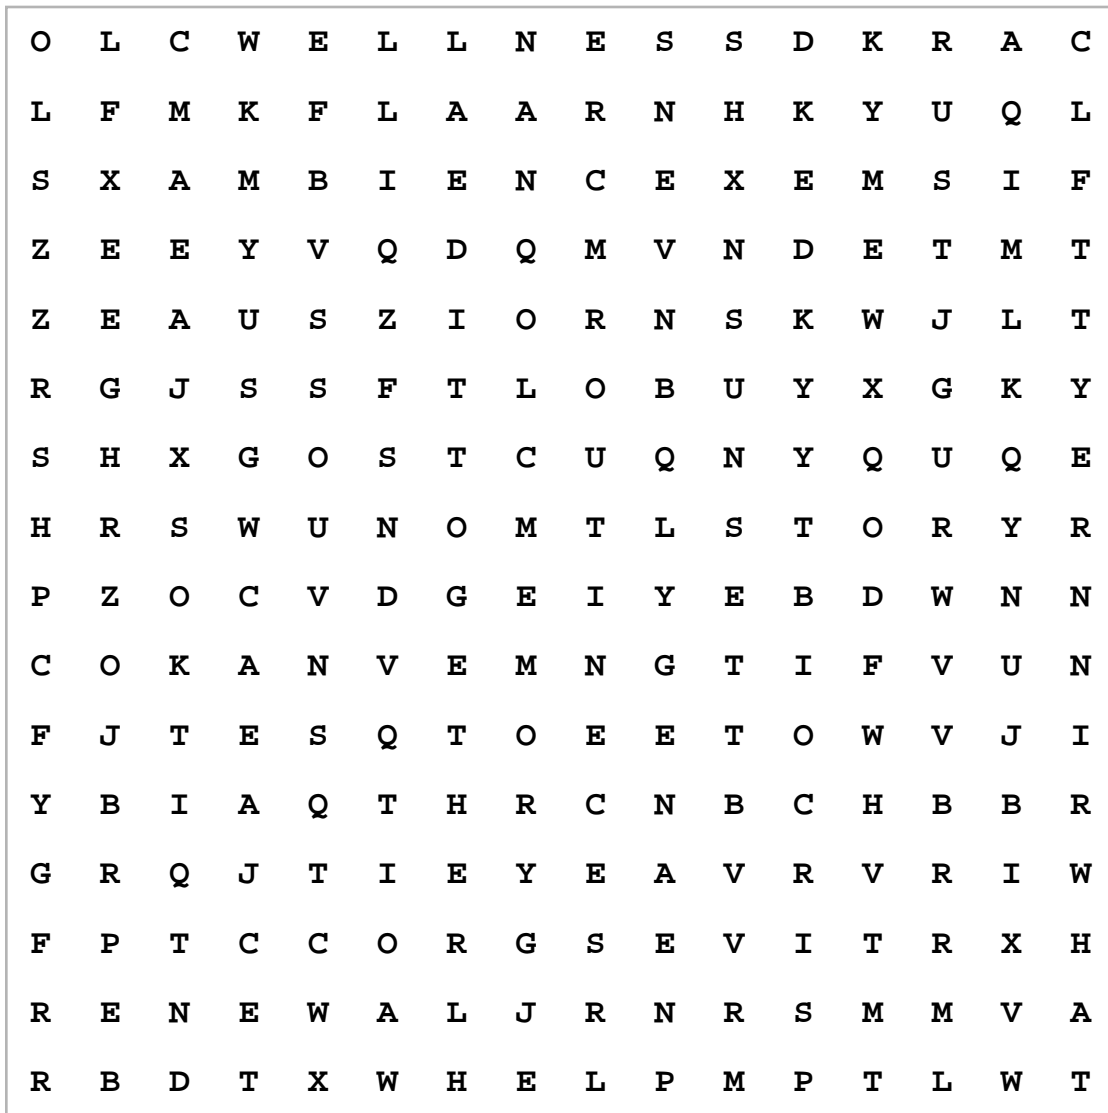 O L C W E L L N E S S D K R A C
L F M K F L A A R N H K Y U Q L
S X A M B I E N C E X E M S I F
Z E E Y V Q D Q M V N D E T M T
Z E A U S Z I O R N S K W J L T
R G J S S F T L O B U Y X G K Y
S H X G O S T C U Q N Y Q U Q E
H R S W U N O M T L S T O R Y R
P Z O C V D G E I Y E B D W N N
C O K A N V E M N G T I F V U N
F J T E S Q T O E E T O W V J I
Y B I A Q T H R C N B C H B B R
G R Q J T I E Y E A V R V R I W
F P T C C O R G S E V I T R X H
R E N E W A L J R N R S M M V A
R B D T X W H E L P M P T L W T